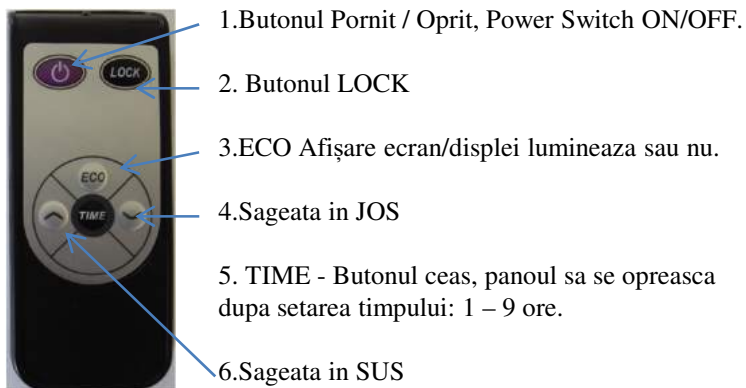 1.Butonul Pornit / Oprit, Power Switch ON/OFF.
LOCK
2. Butonul LOCK
3.ECO Afișare ecran/displei lumineaza sau nu.
ECO
TIME
4.Sageata in JOS
5. TIME - Butonul ceas, panoul sa se opreasca
dupa setarea timpului: 1 – 9 ore.
6.Sageata in SUS